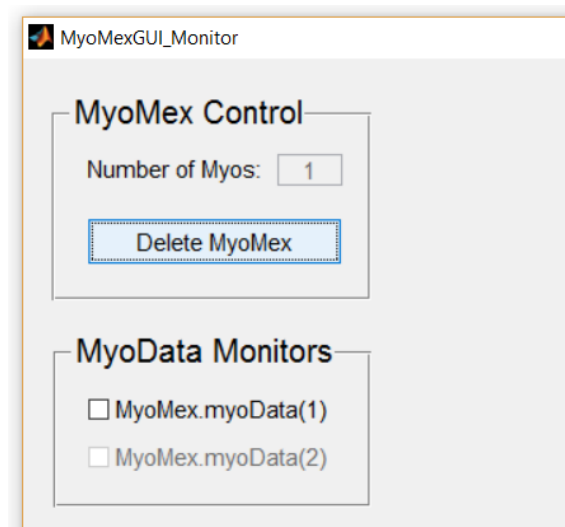 MyoMexGUI_Monitor
MyoMex Control
Number of Myos: 1
Delete MyoMex
MyoData Monitors
MyoMex.myoData(1)
MyoMex.myoData(2)